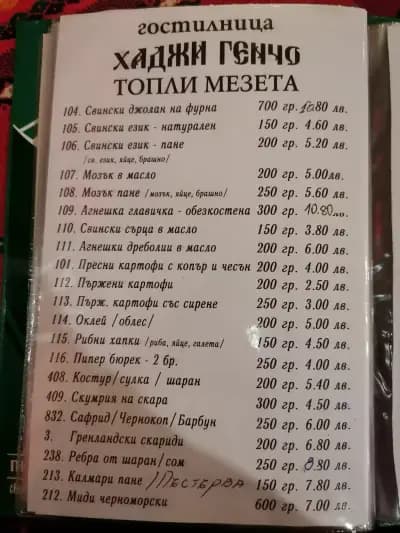 гостилница
ХАДЖИ ГЕНЧО
ТОПЛИ МЕЗЕТА
104. Свински джолан на фурна 700 гр. 10.80 лв.
105. Свински език - натурален 150 гр. 4.60 лв.
106. Свински език - пане 200 гр. 5.20 лв.
/св. език, яйце, брашно/
107. Мозък в масло 200 гр. 5.00лв.
108. Мозък пане /мозък, яйце, брашно/ 250 гр. 5.60 лв.
109. Агнешка главичка - обезкостена 300 гр. 10.80 лв.
110. Свински сърца в масло 150 гр. 3.80 лв.
111. Агнешки дреболии в масло 200 гр. 6.00 лв.
101. Пресни картофи с копър и чесън 200 гр. 4.00 лв.
112. Пържени картофи 200 гр. 2.50 лв.
113. Пърж. картофи със сирене 250 гр. 3.00 лв.
114. Оклей /облес/ 200 гр. 5.00 лв.
115. Рибни хапки /риба, яйце, галета/ 150 гр. 4.50 лв.
116. Пипер бюрек - 2 бр. 250 гр. 4.00 лв.
408. Костур/сулка / шаран 200 гр. 5.40 лв.
409. Скумрия на скара 300 гр. 4.50 лв.
832. Сафрид/Чернокоп/Барбун 250 гр. 6.00 лв.
3. Гренландски скариди 200 гр. 6.80 лв.
238. Ребра от шаран/сом 250 гр. 8.80 лв.
213. Калмари пане /ПЕСТЕРВА 150 гр. 7.80 лв.
212. Миди черноморски 600 гр. 7.00 лв.